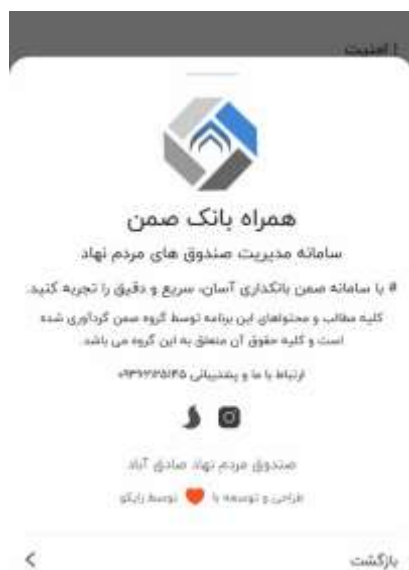 امنیت
همراه بانک صمن
سامانه مدیریت صندوق های مردم نهاد
# با سامانه صمن بانکداری آسان، سریع و دقیق را تجربه کنید.
کلیه مطالب و محتواهای این برنامه توسط گروه صمن گردآوری شده
است و کلیه حقوق آن متعلق به این گروه می باشد.
ارتباط با ما و پشتیبانی
صندوق مردم نهاد صادق آباد
طراحی و توسعه با ❤ توسط رایکو
بازگشت